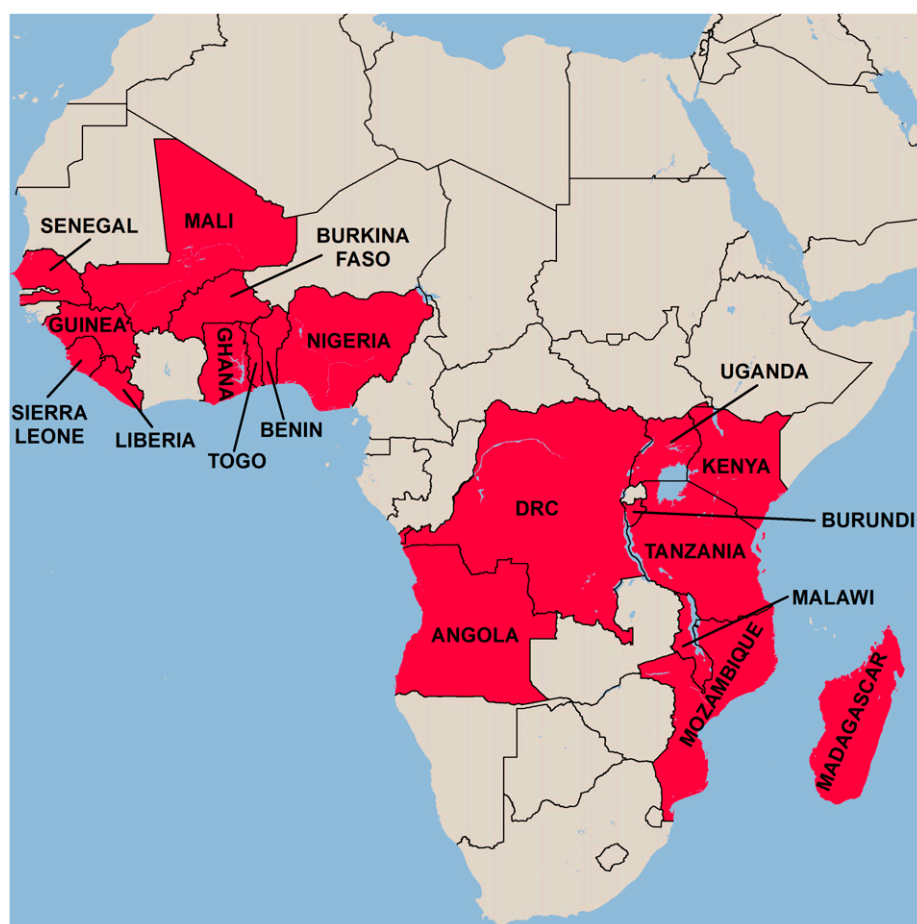 SENEGAL
MALI
BURKINA
FASO
GUINEA
GHANA
NIGERIA
SIERRA
LEONE
LIBERIA
TOGO
BENIN
UGANDA
KENYA
DRC
BURUNDI
TANZANIA
MALAWI
ANGOLA
MOZAMBIQUE
MADAGASCAR